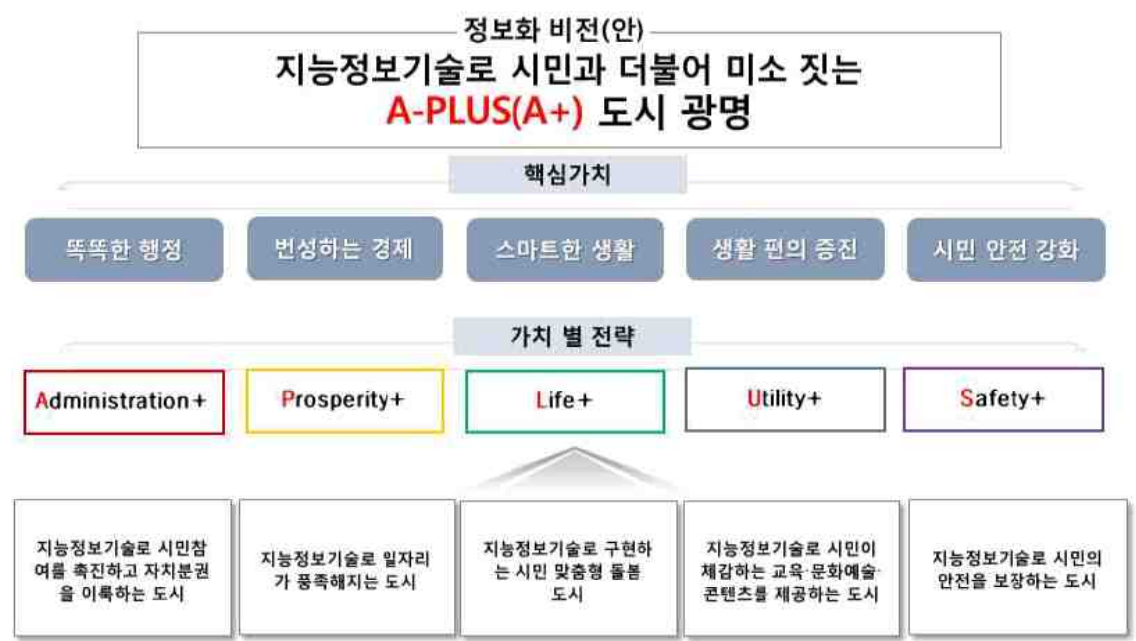 정보화 비전(안)
지능정보기술로 시민과 더불어 미소 짓는
A-PLUS(A+) 도시 광명
핵심가치
똑똑한 행정
번성하는 경제
스마트한 생활
생활 편의 증진
시민 안전 강화
가치 별 전략
Administration+
Prosperity+
Life+
Utility+
Safety+
지능정보기술로 시민참
여를 촉진하고 자치분권
을 이룩하는 도시
지능정보기술로 일자리
가 풍족해지는 도시
지능정보기술로 구현하
는 시민 맞춤형 돌봄
도시
지능정보기술로 시민이
체감하는 교육·문화예술·
콘텐츠를 제공하는 도시
지능정보기술로 시민의
안전을 보장하는 도시